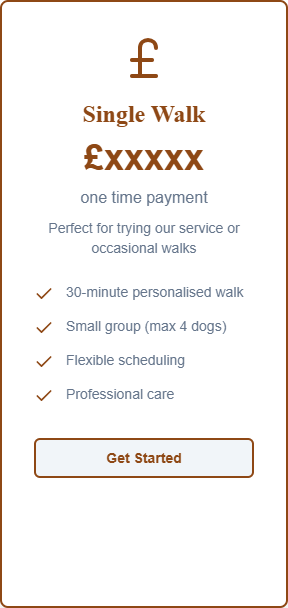 £
Single Walk
£xxxxx
one time payment
Perfect for trying our service or
occasional walks
30-minute personalised walk
Small group (max 4 dogs)
Flexible scheduling
Professional care
Get Started